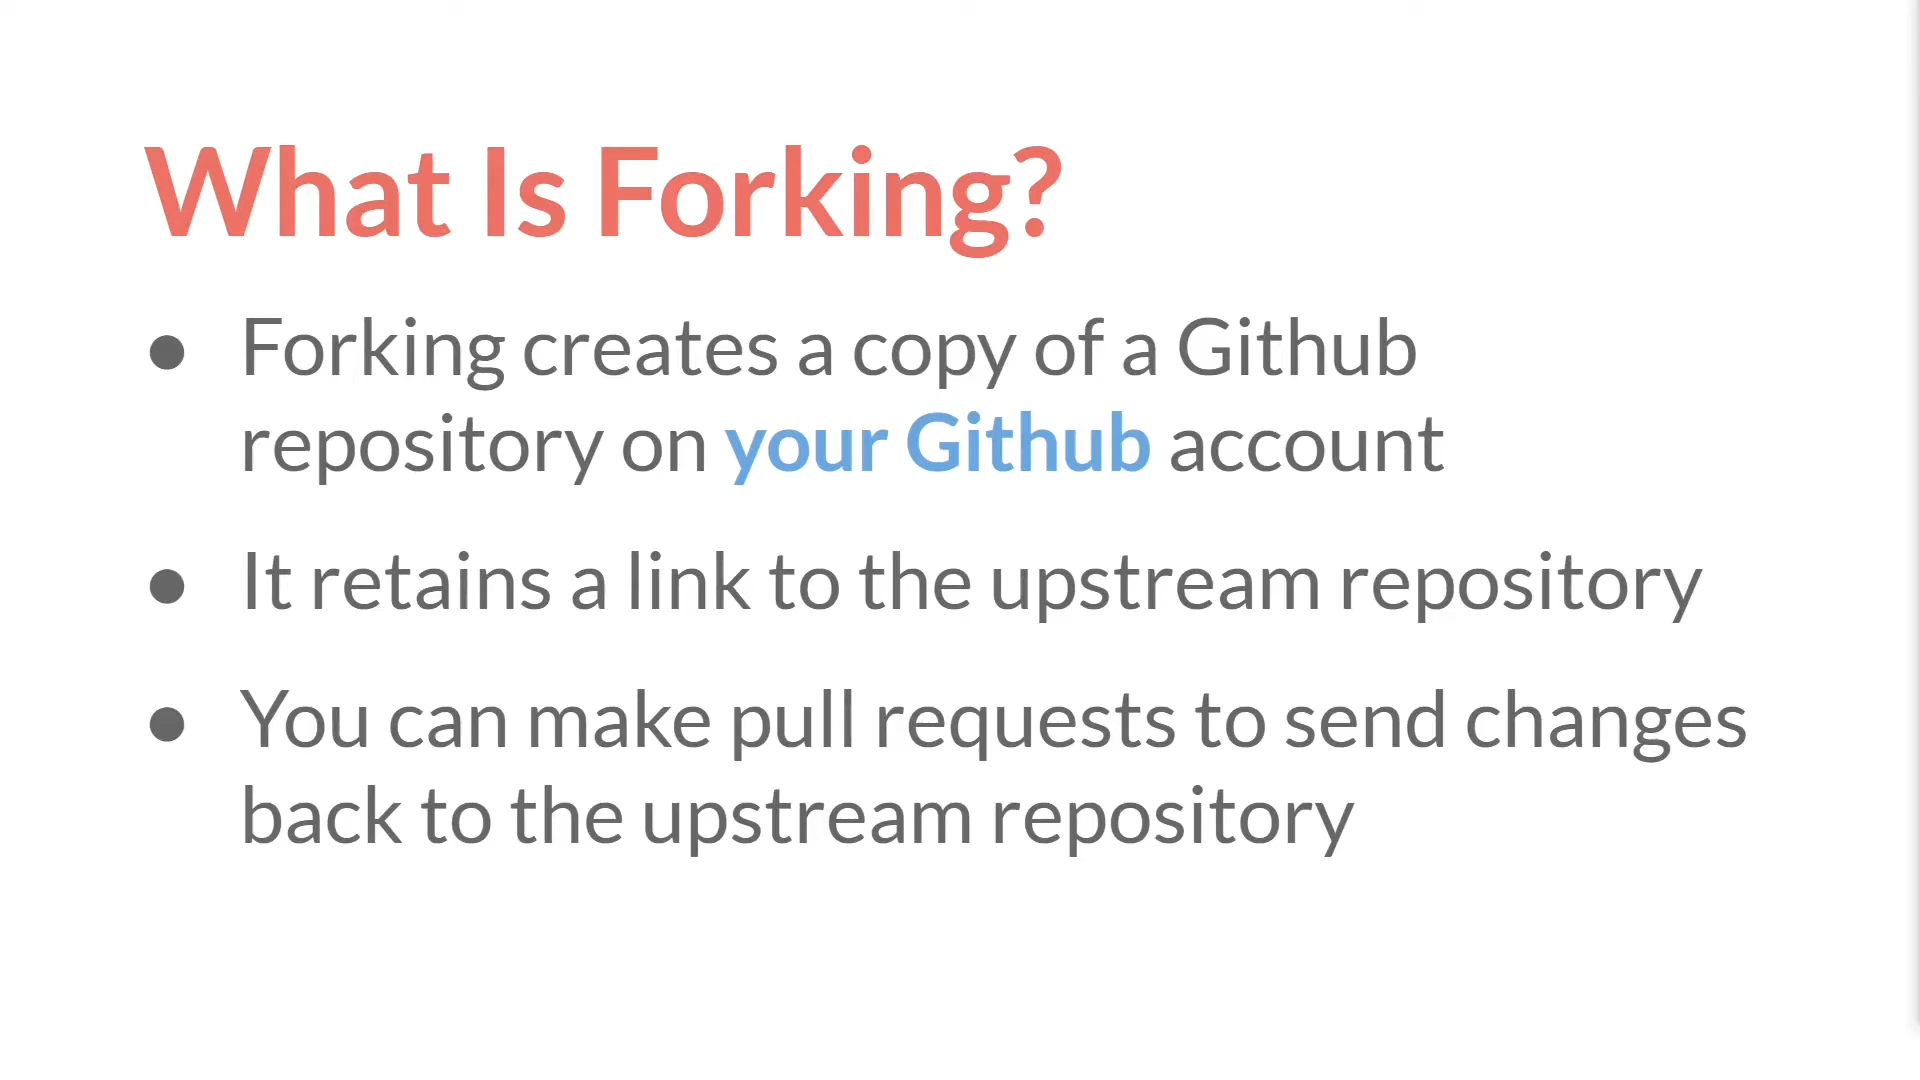 What Is Forking?
● Forking creates a copy of a Github
repository on your Github account
● It retains a link to the upstream repository
● You can make pull requests to send changes
back to the upstream repository